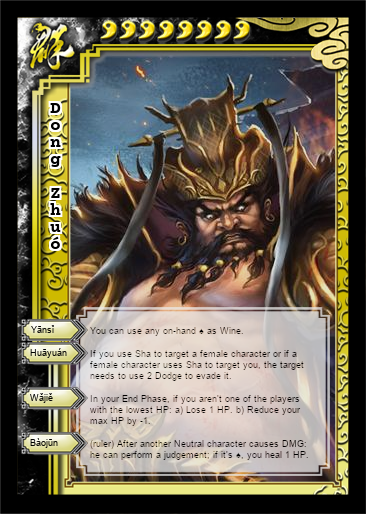 群
Dong Zhuó
Yānsǐ
You can use any on-hand ♠ as Wine.
Huāyuán
If you use Sha to target a female character or if a
female character uses Sha to target you, the target
needs to use 2 Dodge to evade it.
Wǎjiě
In your End Phase, if you aren't one of the players
with the lowest HP: a) Lose 1 HP. b) Reduce your
max HP by -1.
Bàojūn
(ruler) After another Neutral character causes DMG:
he can perform a judgement; if it's ♠, you heal 1 HP.